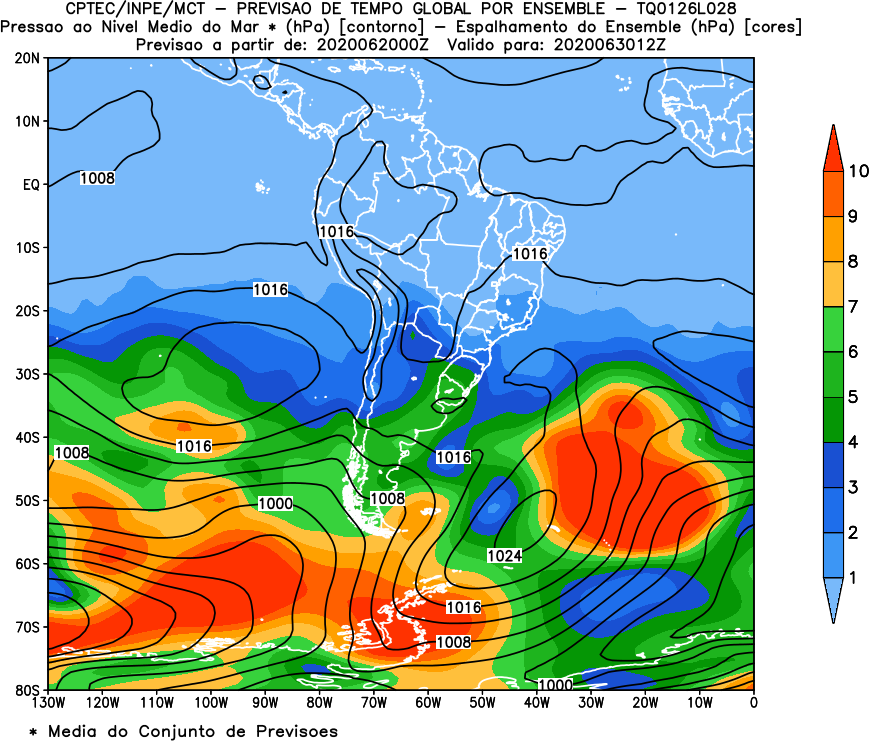 CPTEC/INPE/MCT – PREVISAO DE TEMPO GLOBAL POR ENSEMBLE – TQ0126L028
Pressao ao Nivel Medio do Mar * (hPa) [contorno] – Espalhamento do Ensemble (hPa) [cores]
Previsao a partir de: 2020062000Z Valido para: 2020063012Z
20N
10N
EQ
10S
20S
30S
40S
50S
60S
70S
80S
1008
1016
1016
1016
1016
1008
1016
1008
1000
1024
1016
1008
1000
130W 120W 110W 100W 90W 80W 70W 60W 50W 40W 30W 20W 10W 0
10
9
8
7
6
5
4
3
2
1
* Media do Conjunto de Previsoes